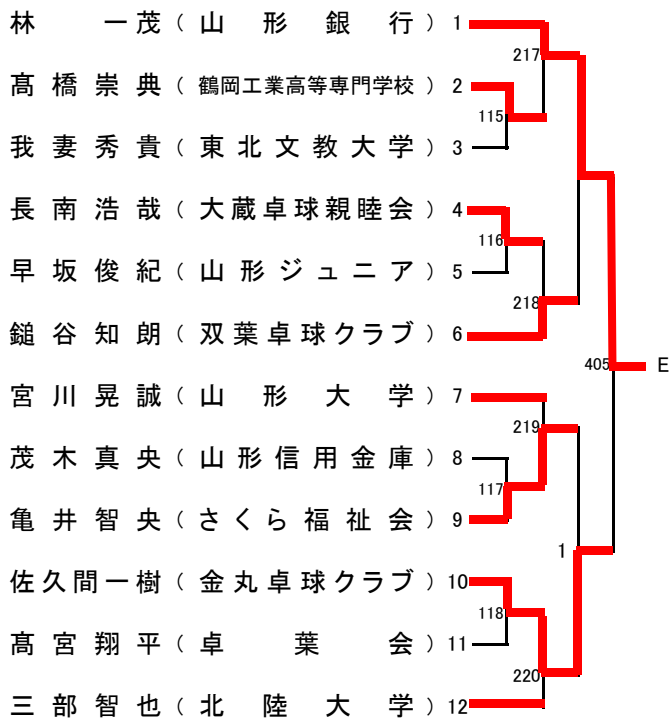 林一茂（山形銀行）1
髙橋崇典（鶴岡工業高等専門学校）2
我妻秀貴（東北文教大学）3
長南浩哉（大蔵卓球親睦会）4
早坂俊紀（山形ジュニア）5
鎚谷知朗（双葉卓球クラブ）6
宮川晃誠（山形大学）7
茂木真央（山形信用金庫）8
亀井智央（さくら福祉会）9
佐久間一樹（金丸卓球クラブ）10
髙宮翔平（卓葉会）11
三部智也（北陸大学）12
115
116
117
118
217
218
219
220
1
405
E